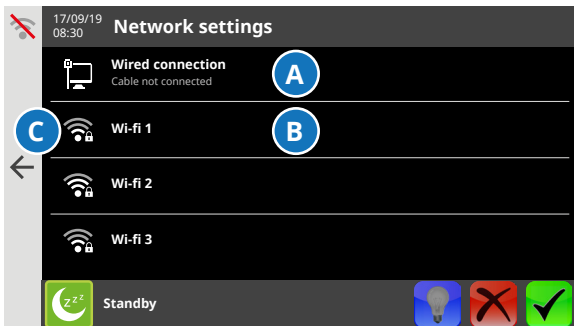 17/09/19
08:30
Network settings
Wired connection
Cable not connected
A
C
Wi-fi 1
B
Wi-fi 2
Wi-fi 3
zzz
Standby